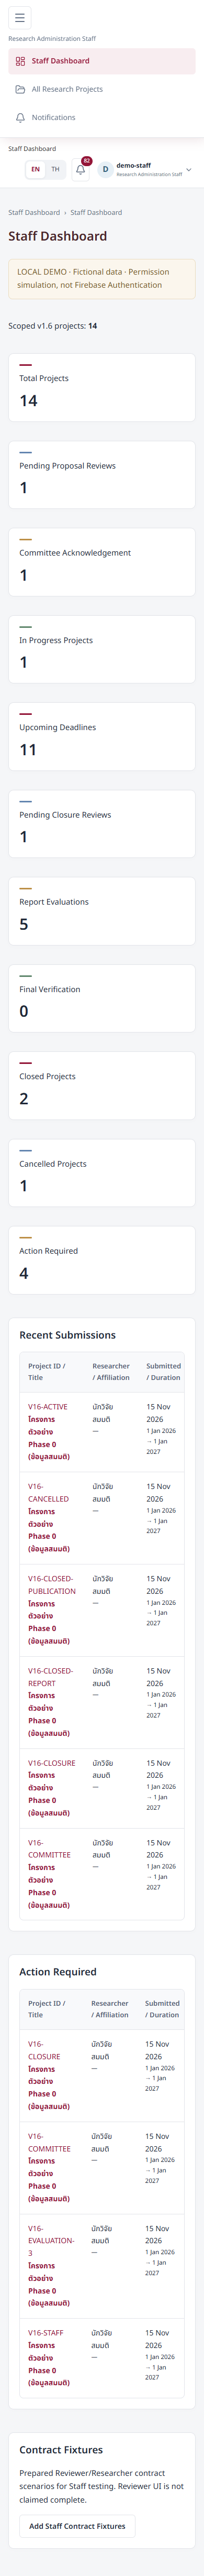 Research Administration Staff
Staff Dashboard
All Research Projects
Notifications
Staff Dashboard
EN TH 82 D demo-staff
Research Administration Staff
Staff Dashboard › Staff Dashboard
Staff Dashboard
LOCAL DEMO · Fictional data · Permission
simulation, not Firebase Authentication
Scoped v1.6 projects: 14
Total Projects
14
Pending Proposal Reviews
1
Committee Acknowledgement
1
In Progress Projects
1
Upcoming Deadlines
11
Pending Closure Reviews
1
Report Evaluations
5
Final Verification
0
Closed Projects
2
Cancelled Projects
1
Action Required
4
Recent Submissions
Project ID / Researcher Submitted
Title / Affiliation / Duration
V16-ACTIVE นักวิจัย 15 Nov
โครงการ สมมติ 2026
ตัวอย่าง — 1 Jan 2026
Phase 0 → 1 Jan
(ข้อมูลสมมติ) 2027
V16- นักวิจัย 15 Nov
CANCELLED สมมติ 2026
โครงการ — 1 Jan 2026
ตัวอย่าง → 1 Jan
Phase 0 2027
(ข้อมูลสมมติ)
V16-CLOSED- นักวิจัย 15 Nov
PUBLICATION สมมติ 2026
โครงการ — 1 Jan 2026
ตัวอย่าง → 1 Jan
Phase 0 2027
(ข้อมูลสมมติ)
V16-CLOSED- นักวิจัย 15 Nov
REPORT สมมติ 2026
โครงการ — 1 Jan 2026
ตัวอย่าง → 1 Jan
Phase 0 2027
(ข้อมูลสมมติ)
V16-CLOSURE นักวิจัย 15 Nov
โครงการ สมมติ 2026
ตัวอย่าง — 1 Jan 2026
Phase 0 → 1 Jan
(ข้อมูลสมมติ) 2027
V16- นักวิจัย 15 Nov
COMMITTEE สมมติ 2026
โครงการ — 1 Jan 2026
ตัวอย่าง → 1 Jan
Phase 0 2027
(ข้อมูลสมมติ)
Action Required
Project ID / Researcher Submitted
Title / Affiliation / Duration
V16- นักวิจัย 15 Nov
CLOSURE สมมติ 2026
โครงการ — 1 Jan 2026
ตัวอย่าง → 1 Jan
Phase 0 2027
(ข้อมูลสมมติ)
V16- นักวิจัย 15 Nov
COMMITTEE สมมติ 2026
โครงการ — 1 Jan 2026
ตัวอย่าง → 1 Jan
Phase 0 2027
(ข้อมูลสมมติ)
V16- นักวิจัย 15 Nov
EVALUATION- สมมติ 2026
3 — 1 Jan 2026
โครงการ → 1 Jan
ตัวอย่าง 2027
Phase 0
(ข้อมูลสมมติ)
V16-STAFF นักวิจัย 15 Nov
โครงการ สมมติ 2026
ตัวอย่าง — 1 Jan 2026
Phase 0 → 1 Jan
(ข้อมูลสมมติ) 2027
Contract Fixtures
Prepared Reviewer/Researcher contract
scenarios for Staff testing. Reviewer UI is not
claimed complete.
Add Staff Contract Fixtures